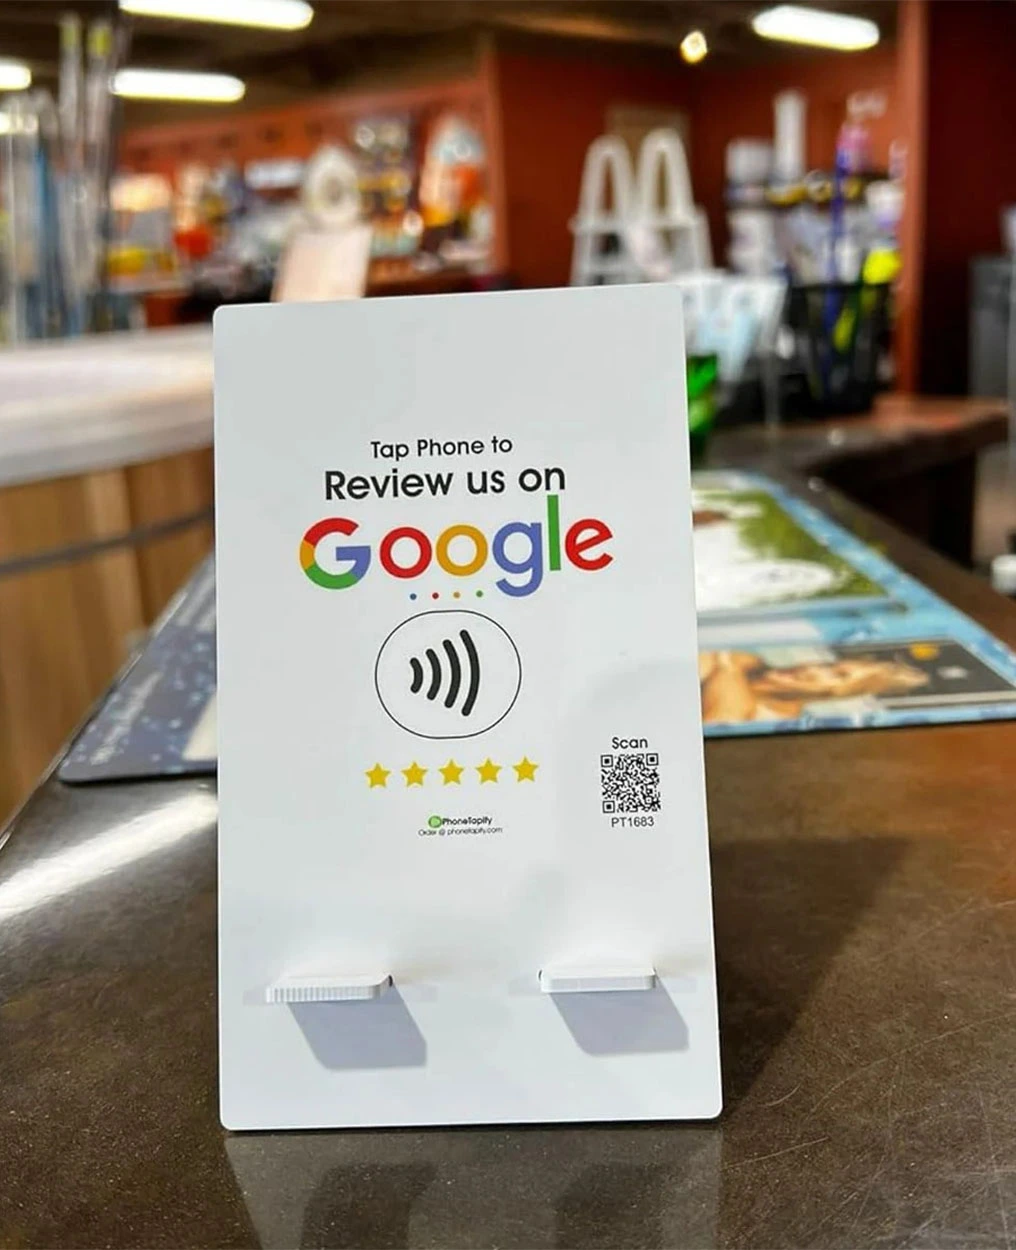 Tap Phone to
Review us on
Google
Scan
PT1683
PhoneTapify
Order @ phonetapify.com